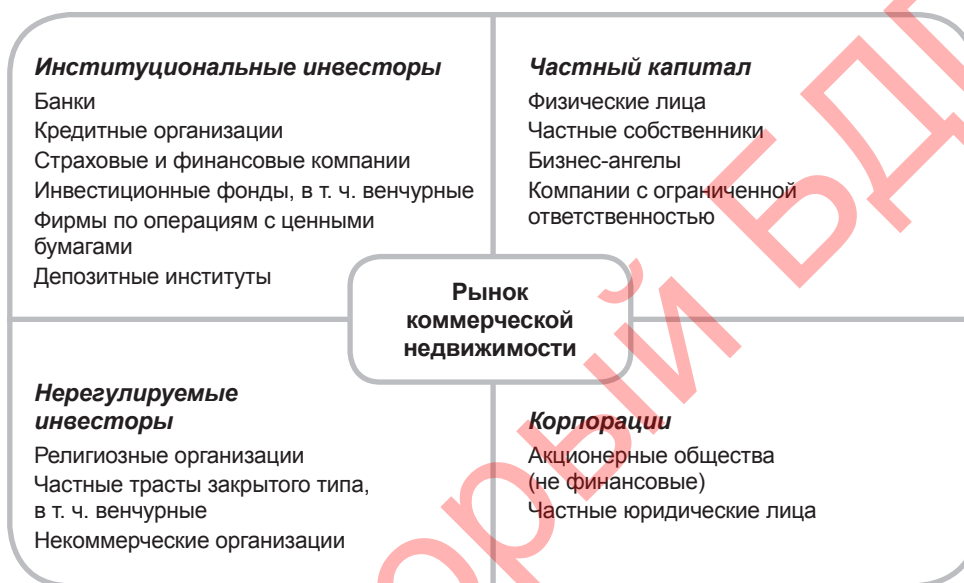 Институциональные инвесторы
Банки
Кредитные организации
Страховые и финансовые компании
Инвестиционные фонды, в т. ч. венчурные
Фирмы по операциям с ценными
бумагами
Депозитные институты
Частный капитал
Физические лица
Частные собственники
Бизнес-ангелы
Компании с ограниченной
ответственностью
Рынок
коммерческой
недвижимости
Нерегулируемые
инвесторы
Религиозные организации
Частные трасты закрытого типа,
в т. ч. венчурные
Некоммерческие организации
Корпорации
Акционерные общества
(не финансовые)
Частные юридические лица